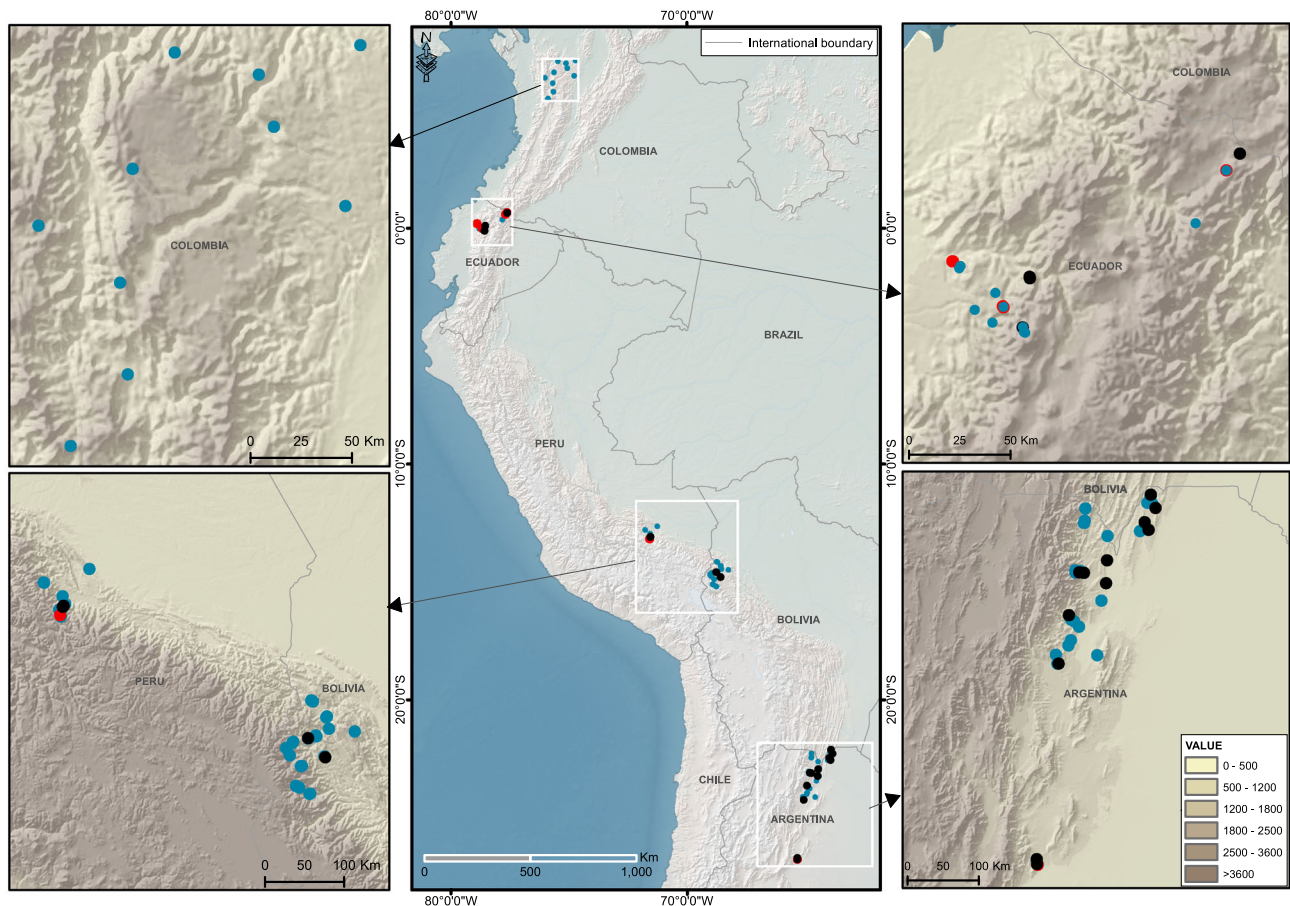 80°0'0"W
70°0'0"W
N
International boundary
COLOMBIA
ECUADOR
BRAZIL
PERU
BOLIVIA
CHILE
ARGENTINA
0°0'0"
10°0'0"S
20°0'0"S
0°0'0"
10°0'0"S
20°0'0"S
Km
0 500 1,000
80°0'0"W
70°0'0"W
COLOMBIA
0 25 50 Km
COLOMBIA
ECUADOR
0 25 50 Km
PERU
BOLIVIA
0 50 100 Km
BOLIVIA
ARGENTINA
0 50 100 Km
VALUE
0 - 500
500 - 1200
1200 - 1800
1800 - 2500
2500 - 3600
>3600